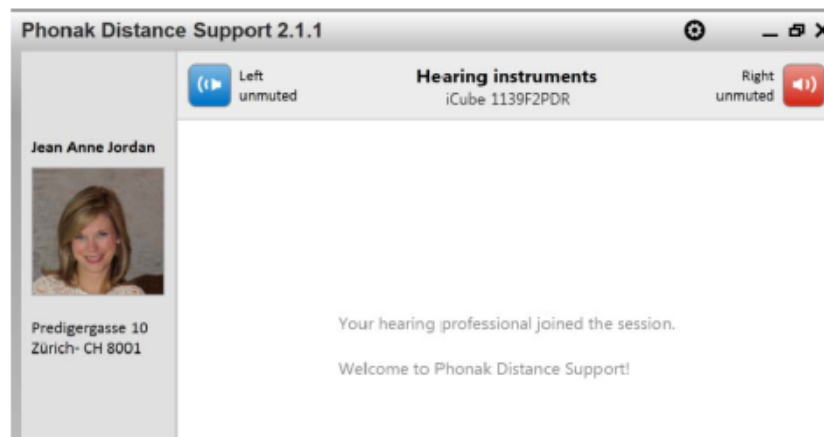 Phonak Distance Support 2.1.1
Left
unmuted
Hearing instruments
iCube 1139F2PDR
Right
unmuted
Jean Anne Jordan
Predigergasse 10
Zürich- CH 8001
Your hearing professional joined the session.
Welcome to Phonak Distance Support!